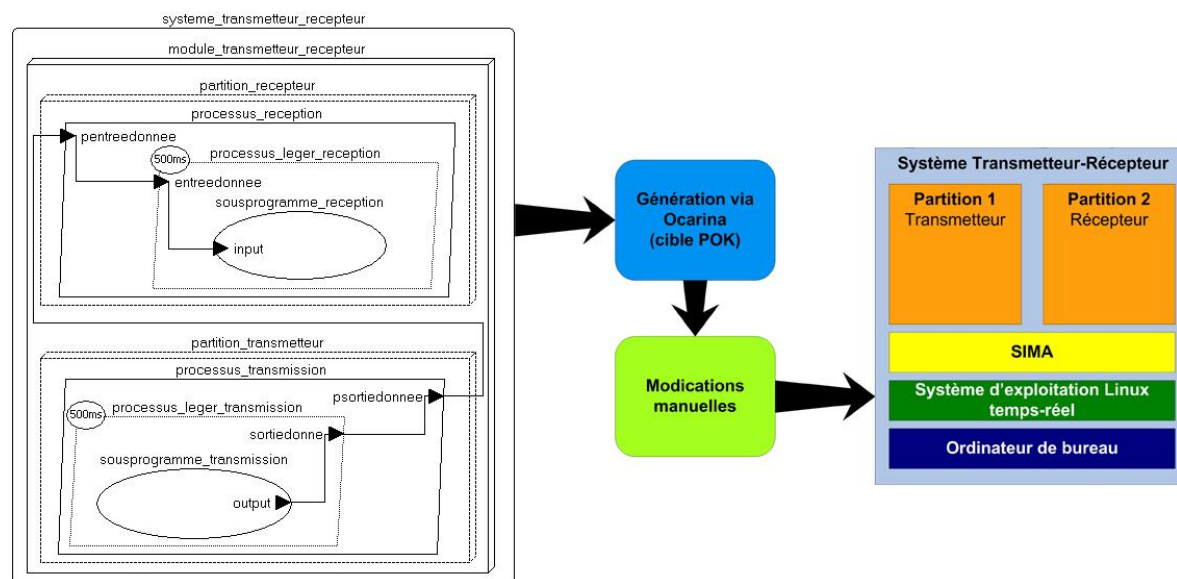 systeme_transmetteur_recepteur
module_transmetteur_recepteur
partition_recepteur
processus_reception
pentreedonnee
processus_leger_reception
500ms
entreedonnee
sousprogramme_reception
input
partition_transmetteur
processus_transmission
psortiedonnee
processus_leger_transmission
500ms
sortiedonne
sousprogramme_transmission
output
Génération via
Ocarina
(cible POK)
Modications
manuelles
Système Transmetteur-Récepteur
Partition 1
Transmetteur
Partition 2
Récepteur
SIMA
Système d'exploitation Linux
temps-réel
Ordinateur de bureau